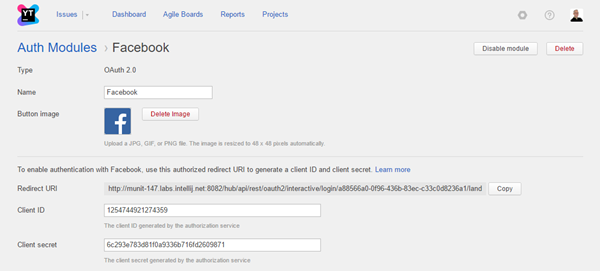 YT
Issues
Dashboard
Agile Boards
Reports
Projects
Auth Modules › Facebook
Disable module
Delete
Type
OAuth 2.0
Name
Facebook
Button image
Delete Image
Upload a JPG, GIF, or PNG file. The image is resized to 48 x 48 pixels automatically.
To enable authentication with Facebook, use this authorized redirect URI to generate a client ID and client secret. Learn more
Redirect URI
http://munit-147.labs.intellij.net:8082/hub/api/rest/oauth2/interactive/login/a88566a0-0f96-436b-83ec-c33c0d8236a1/land
Copy
Client ID
1254744921274359
The client ID generated by the authorization service
Client secret
6c293e783d81f0a9336b716fd2609871
The client secret generated by the authorization service